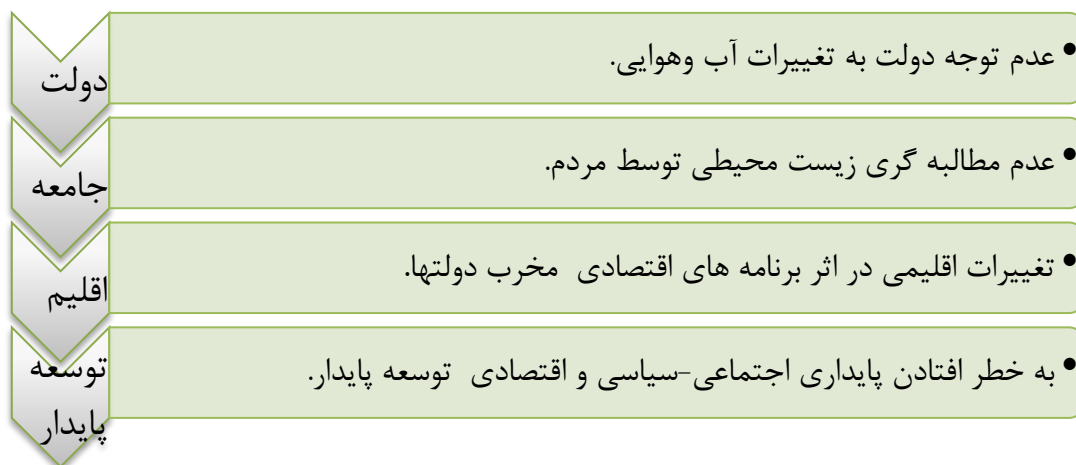 دولت
• عدم توجه دولت به تغییرات آب وهوایی.
جامعه
• عدم مطالبه گری زیست محیطی توسط مردم.
اقلیم
• تغییرات اقلیمی در اثر برنامه های اقتصادی  مخرب دولتها.
توسعه
پایدار
• به خطر افتادن پایداری اجتماعی-سیاسی و اقتصادی  توسعه پایدار.